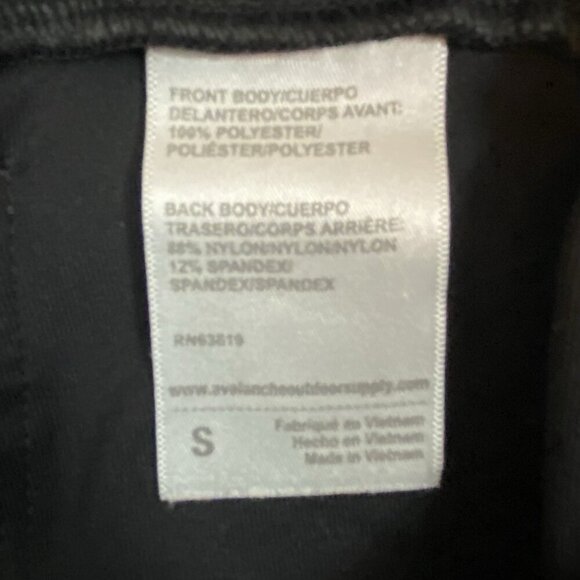 FRONT BODY/CUERPO
DELANTERO/CORPS AVANT:
100% POLYESTER/
POLIÉSTER/POLYESTER
BACK BODY/CUERPO
TRASERO/CORPS ARRIÈRE:
88% NYLON/NYLON/NYLON
12% SPANDEX/
SPANDEX/SPANDEX
RN63619
www.avalancheoutdoorsupply.com
S
Fabriqué au Vietnam
Hecho en Vietnam
Made in Vietnam